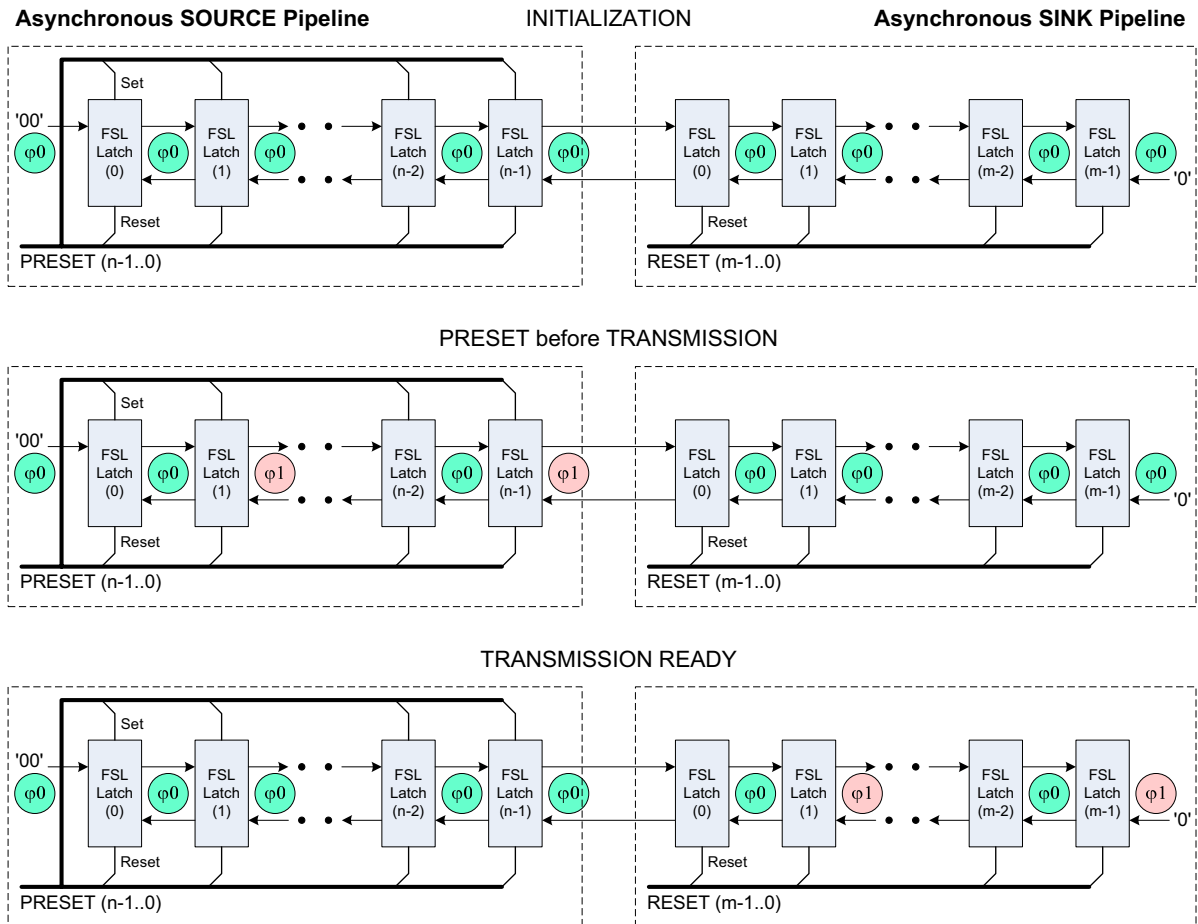 Asynchronous SOURCE Pipeline INITIALIZATION Asynchronous SINK Pipeline
Set
'00'
φ0
FSL Latch (0)
φ0
FSL Latch (1)
φ0
FSL Latch (n-2)
φ0
FSL Latch (n-1)
φ0
FSL Latch (0)
φ0
FSL Latch (1)
φ0
FSL Latch (m-2)
φ0
FSL Latch (m-1)
φ0
'0'
Reset
Reset
PRESET (n-1..0)
RESET (m-1..0)
PRESET before TRANSMISSION
Set
'00'
φ0
FSL Latch (0)
φ0
FSL Latch (1)
φ1
FSL Latch (n-2)
φ0
FSL Latch (n-1)
φ1
FSL Latch (0)
φ0
FSL Latch (1)
φ0
FSL Latch (m-2)
φ0
FSL Latch (m-1)
φ0
'0'
Reset
Reset
PRESET (n-1..0)
RESET (m-1..0)
TRANSMISSION READY
Set
'00'
φ0
FSL Latch (0)
φ0
FSL Latch (1)
φ0
FSL Latch (n-2)
φ0
FSL Latch (n-1)
φ0
FSL Latch (0)
φ0
FSL Latch (1)
φ1
FSL Latch (m-2)
φ0
FSL Latch (m-1)
φ1
'0'
Reset
Reset
PRESET (n-1..0)
RESET (m-1..0)